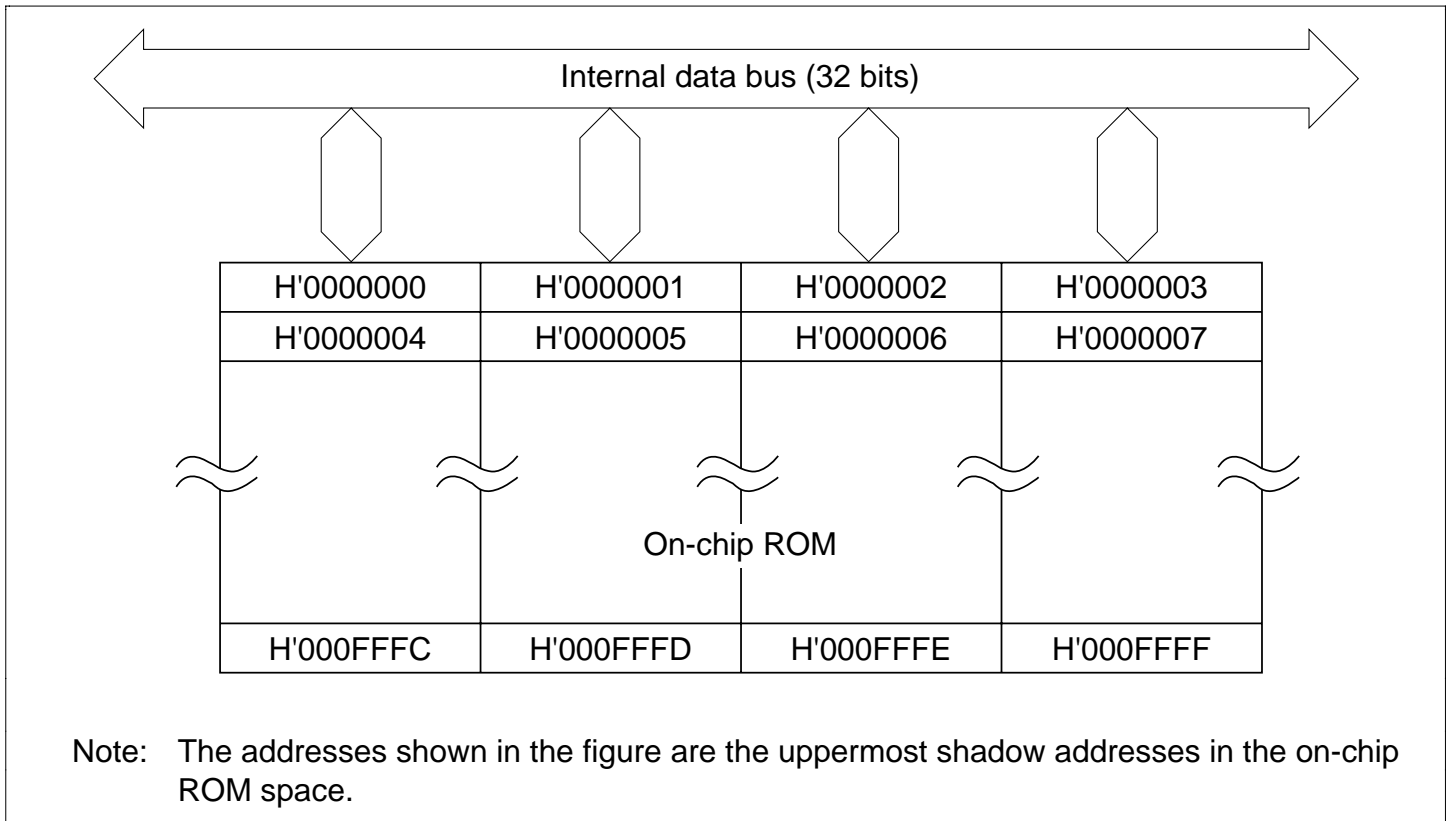 Internal data bus (32 bits)
H'0000000 H'0000001 H'0000002 H'0000003
H'0000004 H'0000005 H'0000006 H'0000007
On-chip ROM
H'000FFFC H'000FFFD H'000FFFE H'000FFFF
Note: The addresses shown in the figure are the uppermost shadow addresses in the on-chip
ROM space.